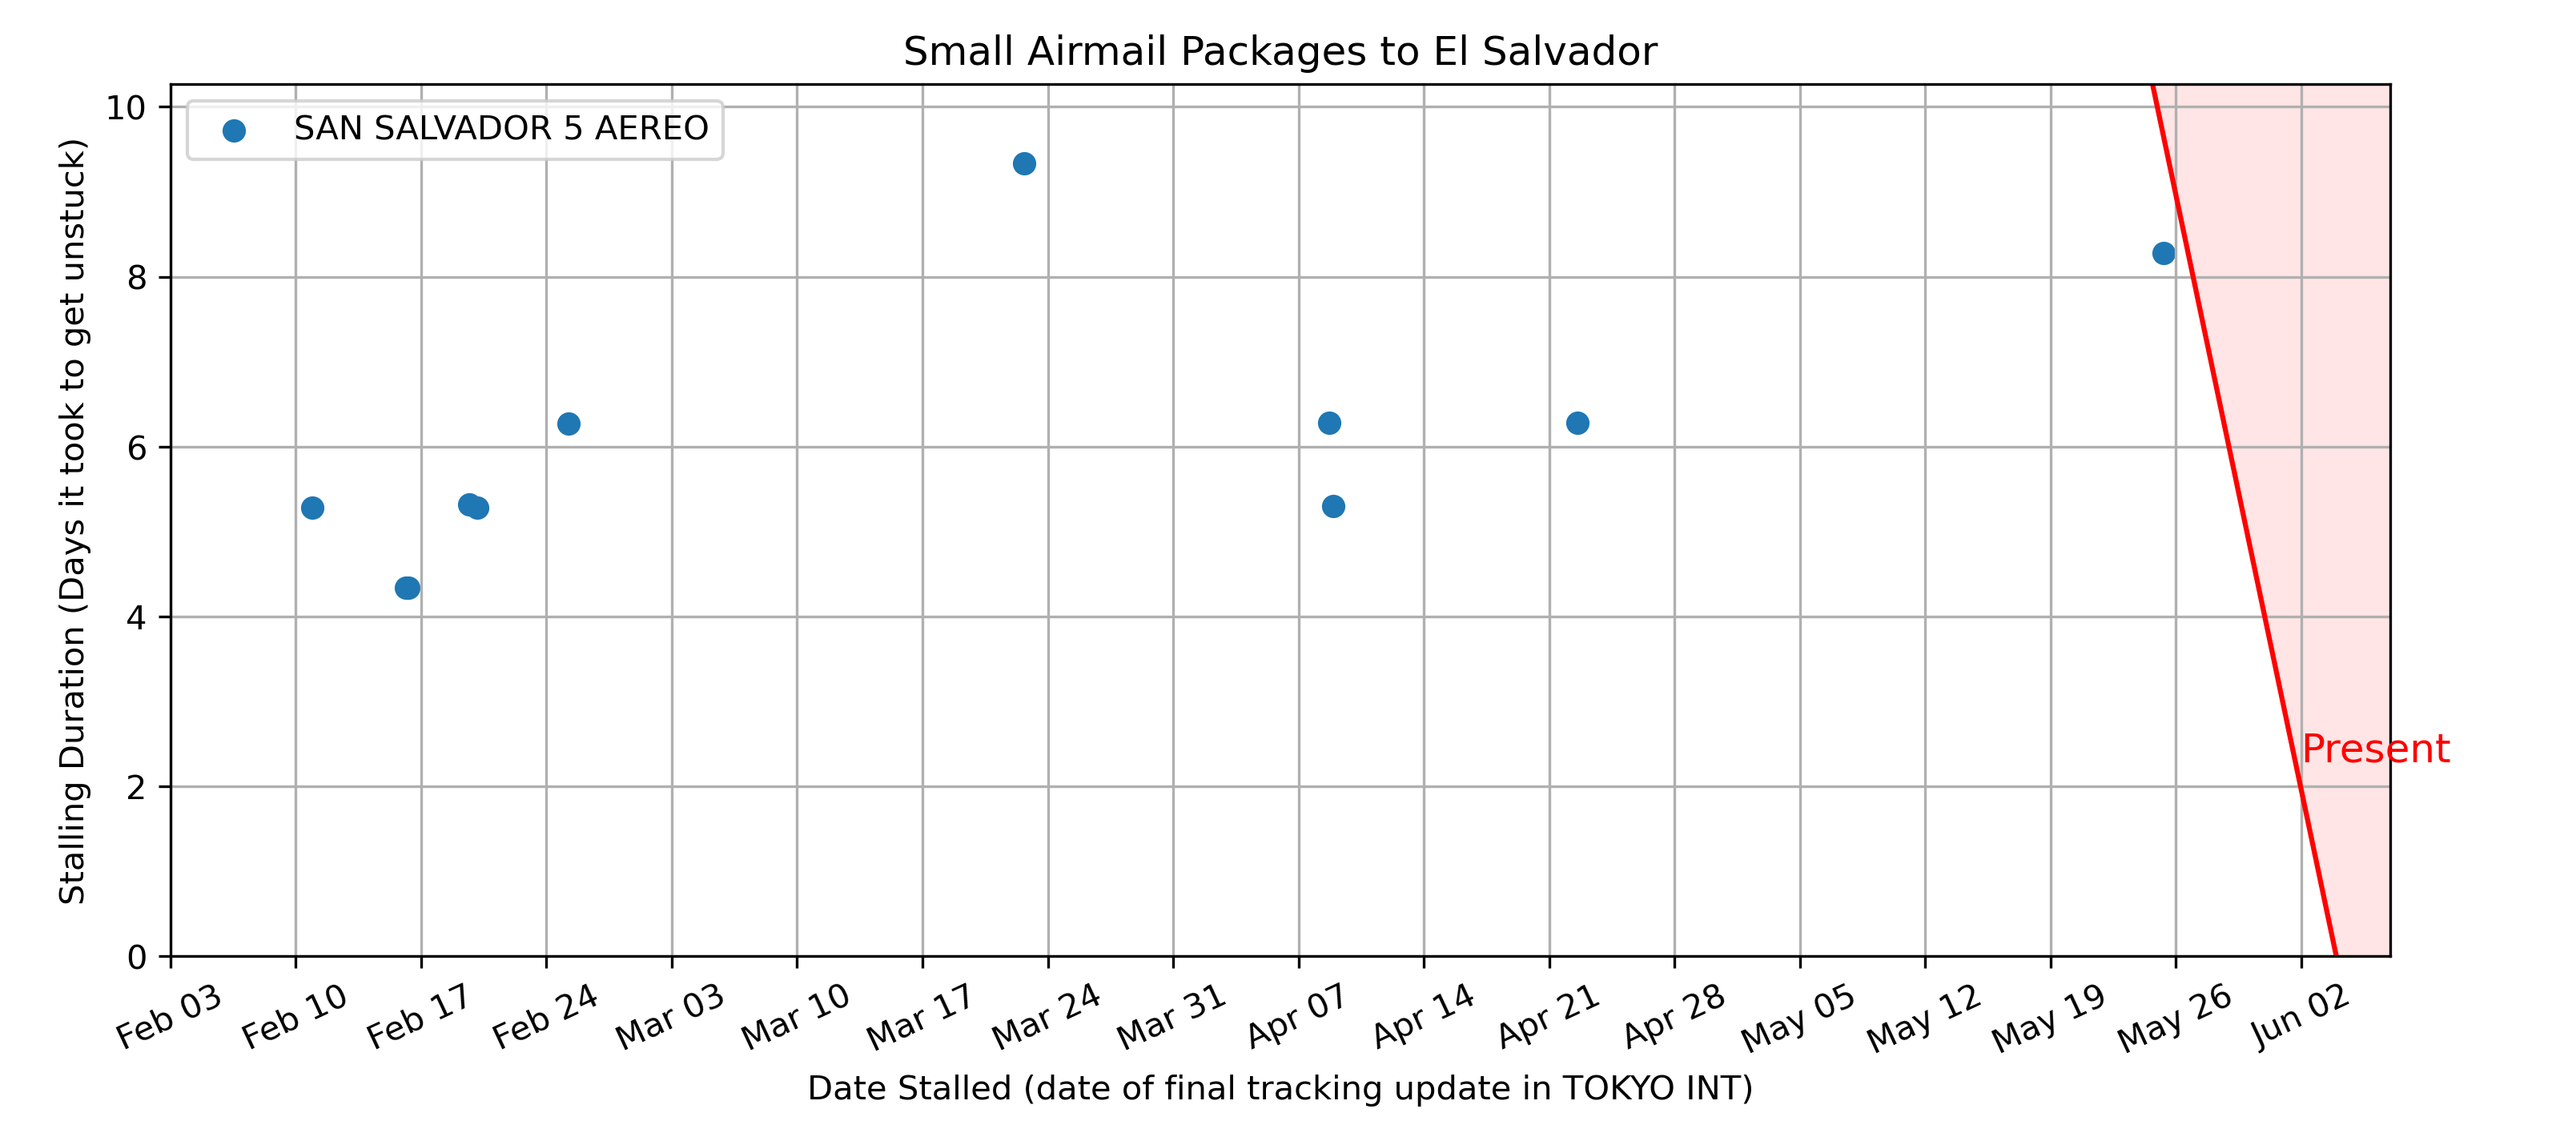 Small Airmail Packages to El Salvador
SAN SALVADOR 5 AEREO
Stalling Duration (Days it took to get unstuck)
10
8
6
4
2
0
Present
Feb 03
Feb 10
Feb 17
Feb 24
Mar 03
Mar 10
Mar 17
Mar 24
Mar 31
Apr 07
Apr 14
Apr 21
Apr 28
May 05
May 12
May 19
May 26
Jun 02
Date Stalled (date of final tracking update in TOKYO INT)